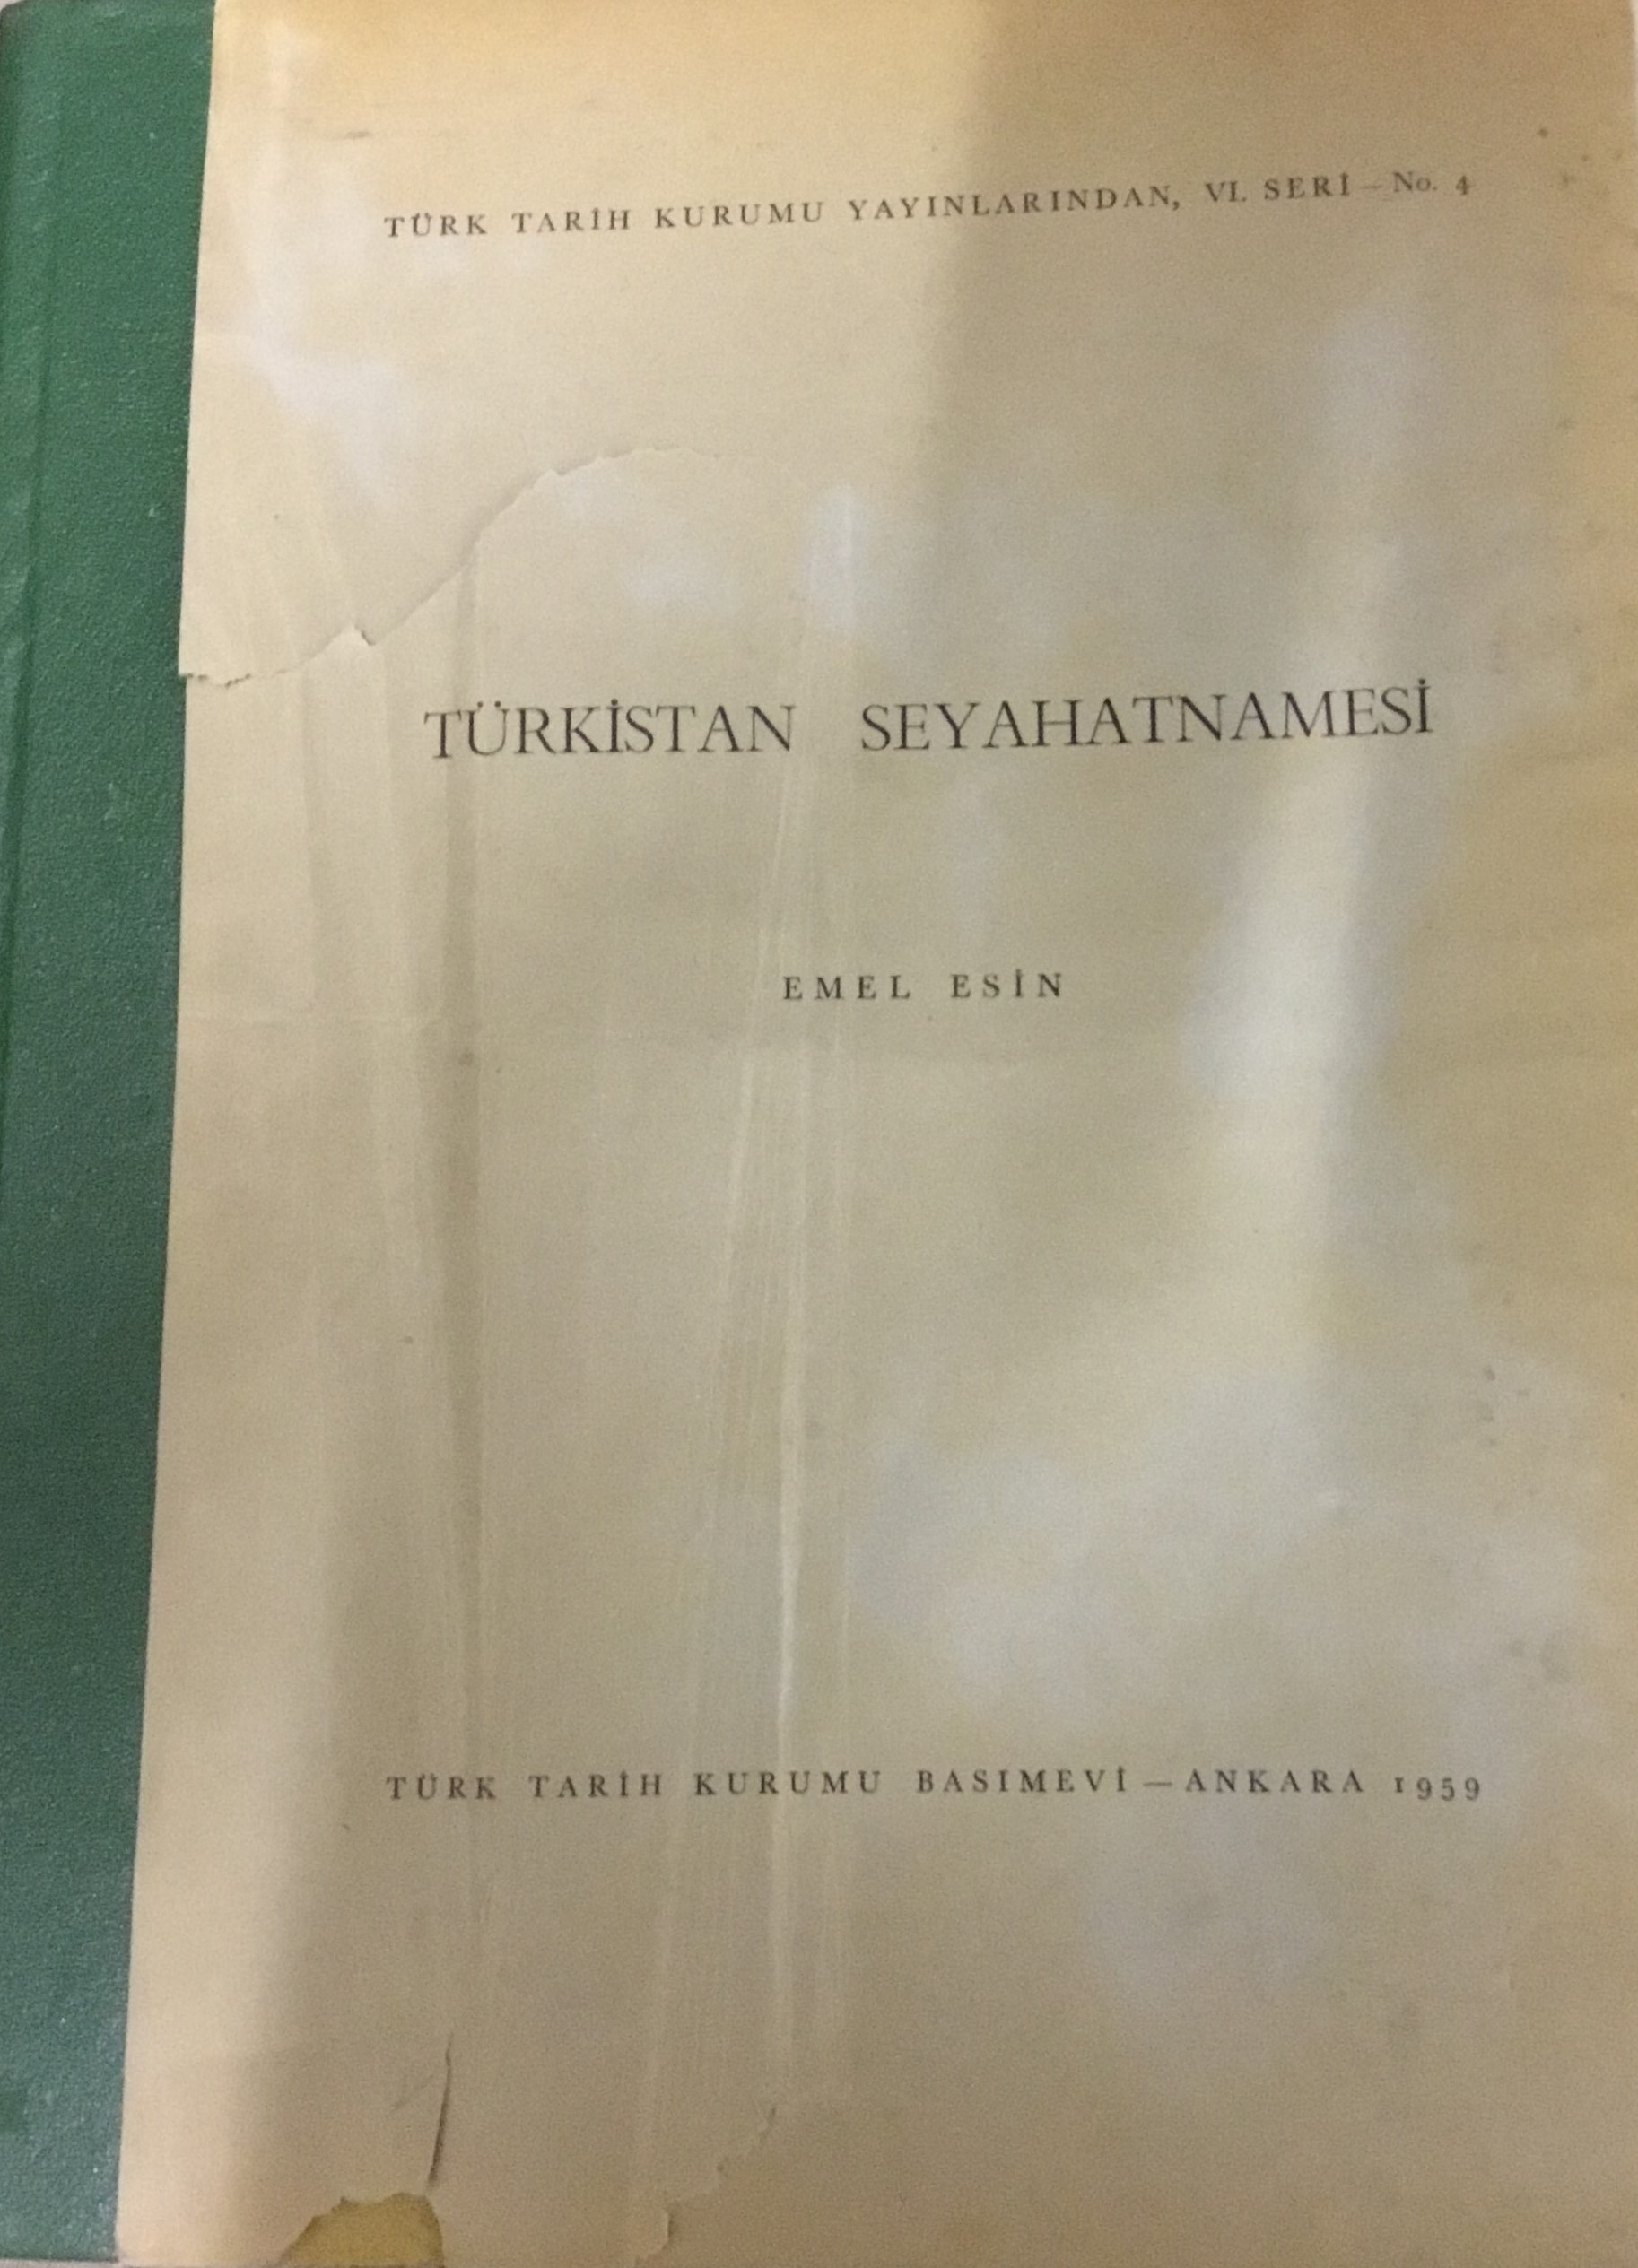 TÜRK TARİH KURUMU YAYINLARINDAN, VI. SERİ — No. 4
TÜRKİSTAN SEYAHATNAMESİ
EMEL ESİN
TÜRK TARİH KURUMU BASIMEVİ — ANKARA 1959